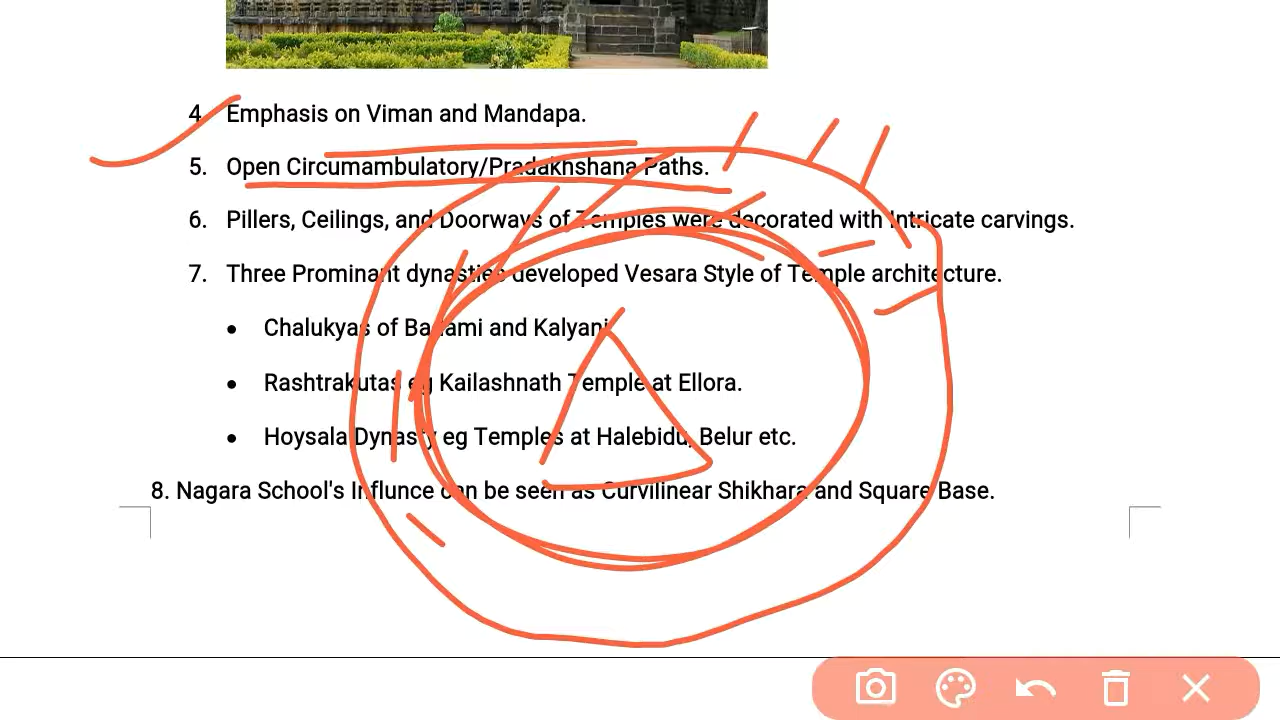 4. Emphasis on Viman and Mandapa.
5. Open Circumambulatory/Pradakhshana Paths.
6. Pillers, Ceilings, and Doorways of Temples were decorated with Intricate carvings.
7. Three Prominant dynasties developed Vesara Style of Temple architecture.
• Chalukyas of Badami and Kalyani
• Rashtrakutas eg Kailashnath Temple at Ellora.
• Hoysala Dynasty eg Temples at Halebidu, Belur etc.
8. Nagara School's Influnce can be seen as Curvilinear Shikhara and Square Base.